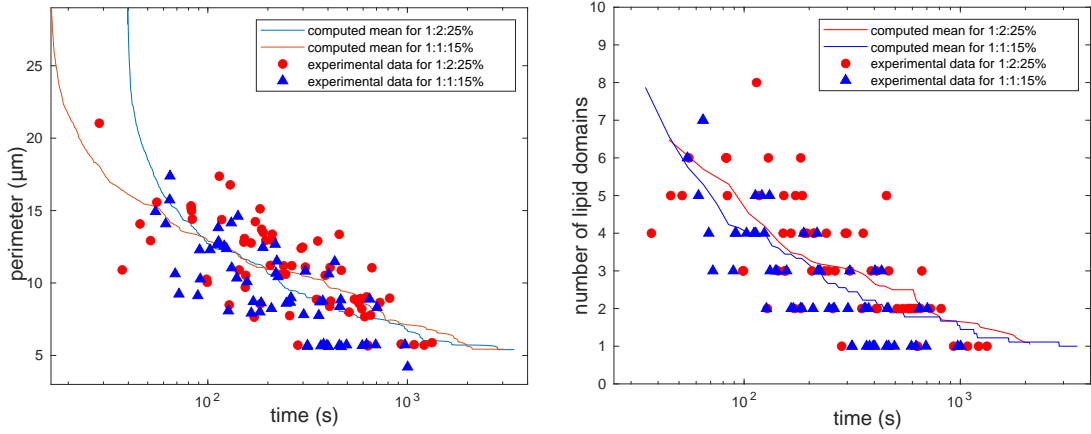 computed mean for 1:2:25%
computed mean for 1:1:15%
experimental data for 1:2:25%
experimental data for 1:1:15%
25
20
15
10
5
perimeter (μm)
10²
10³
time (s)
computed mean for 1:2:25%
computed mean for 1:1:15%
experimental data for 1:2:25%
experimental data for 1:1:15%
10
9
8
7
6
5
4
3
2
1
0
number of lipid domains
10²
10³
time (s)